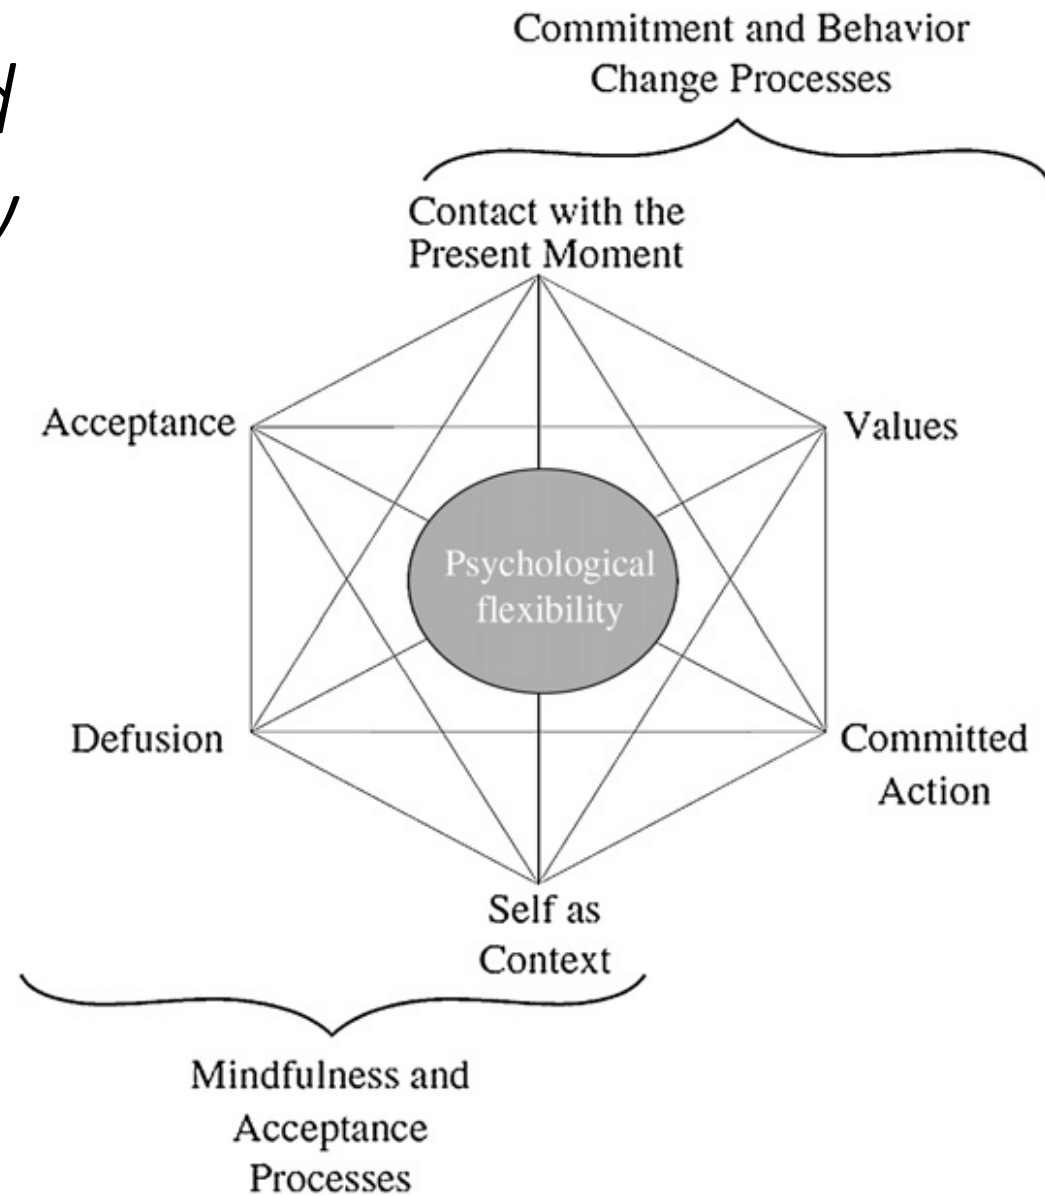 Commitment and Behavior
Change Processes
Contact with the
Present Moment
Acceptance
Values
Psychological
flexibility
Defusion
Committed
Action
Self as
Context
Mindfulness and
Acceptance
Processes